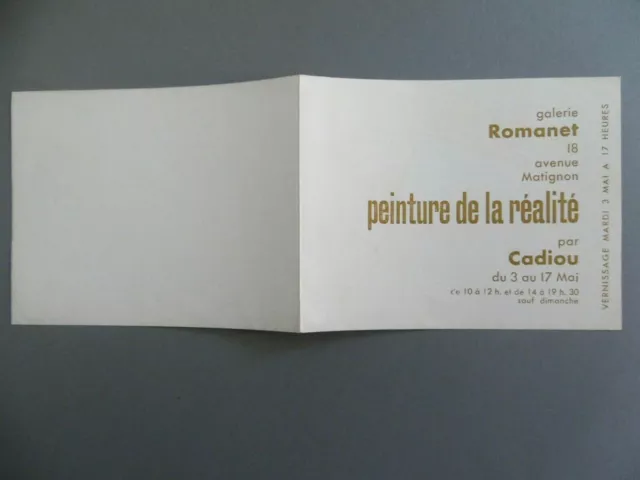 galerie
Romanet
18
avenue
Matignon
peinture de la réalité
par
Cadiou
du 3 au 17 Mai
de 10 à 12 h. et de 14 à 19 h. 30
sauf dimanche
VERNISSAGE MARDI 3 MAI A 17 HEURES